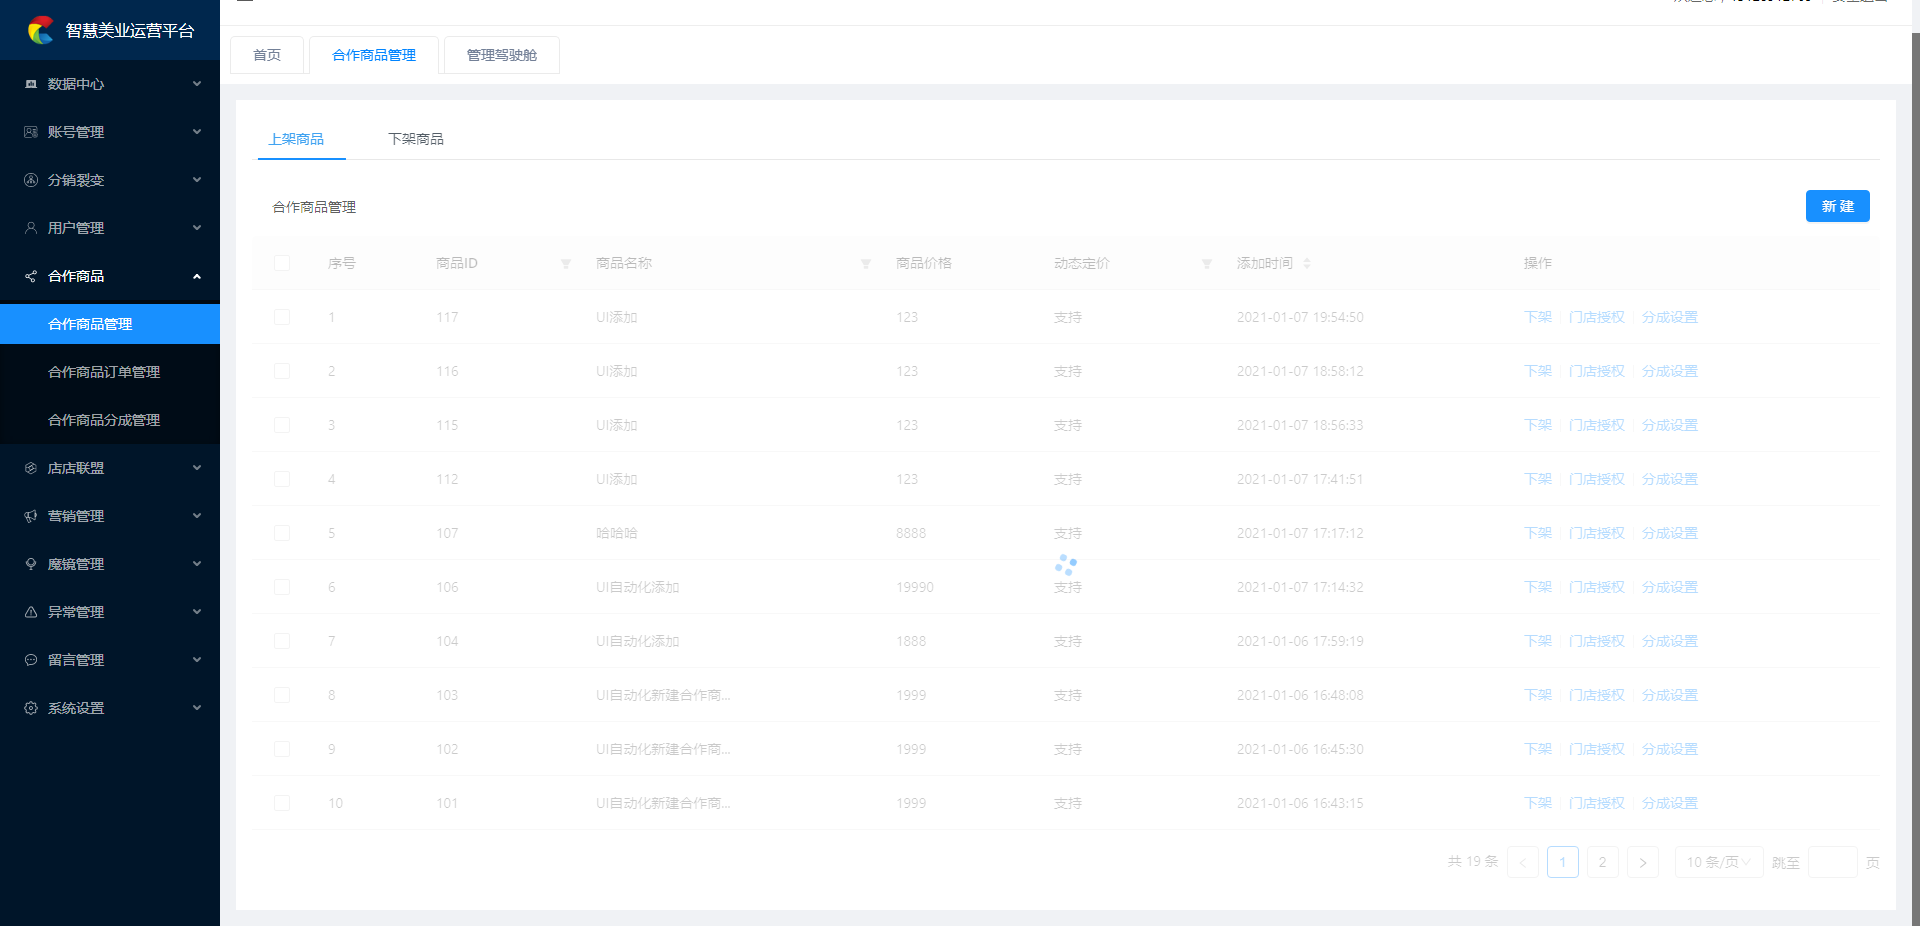 智慧美业运营平台
首页 合作商品管理 管理驾驶舱
数据中心
账号管理
分销裂变
用户管理
合作商品
合作商品管理
合作商品订单管理
合作商品分成管理
店店联盟
营销管理
魔镜管理
异常管理
留言管理
系统设置
上架商品 下架商品
合作商品管理 新 建
序号 商品ID 商品名称 商品价格 动态定价 添加时间 操作
1 117 UI添加 123 支持 2021-01-07 19:54:50 下架 门店授权 分成设置
2 116 UI添加 123 支持 2021-01-07 18:58:12 下架 门店授权 分成设置
3 115 UI添加 123 支持 2021-01-07 18:56:33 下架 门店授权 分成设置
4 112 UI添加 123 支持 2021-01-07 17:41:51 下架 门店授权 分成设置
5 107 哈哈哈 8888 支持 2021-01-07 17:17:12 下架 门店授权 分成设置
6 106 UI自动化添加 19990 支持 2021-01-07 17:14:32 下架 门店授权 分成设置
7 104 UI自动化添加 1888 支持 2021-01-06 17:59:19 下架 门店授权 分成设置
8 103 UI自动化新建合作商... 1999 支持 2021-01-06 16:48:08 下架 门店授权 分成设置
9 102 UI自动化新建合作商... 1999 支持 2021-01-06 16:45:30 下架 门店授权 分成设置
10 101 UI自动化新建合作商... 1999 支持 2021-01-06 16:43:15 下架 门店授权 分成设置
共 19 条 < 1 2 > 10 条/页 跳至 页